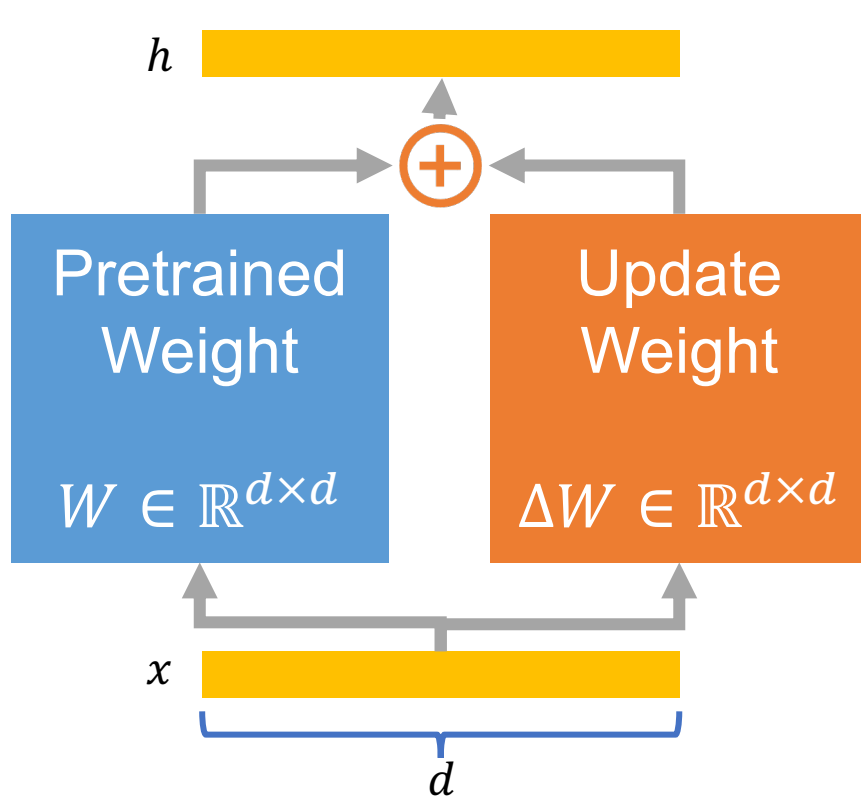 h
+
Pretrained
Weight
W ∈ ℝ^{d×d}
Update
Weight
ΔW ∈ ℝ^{d×d}
x
d